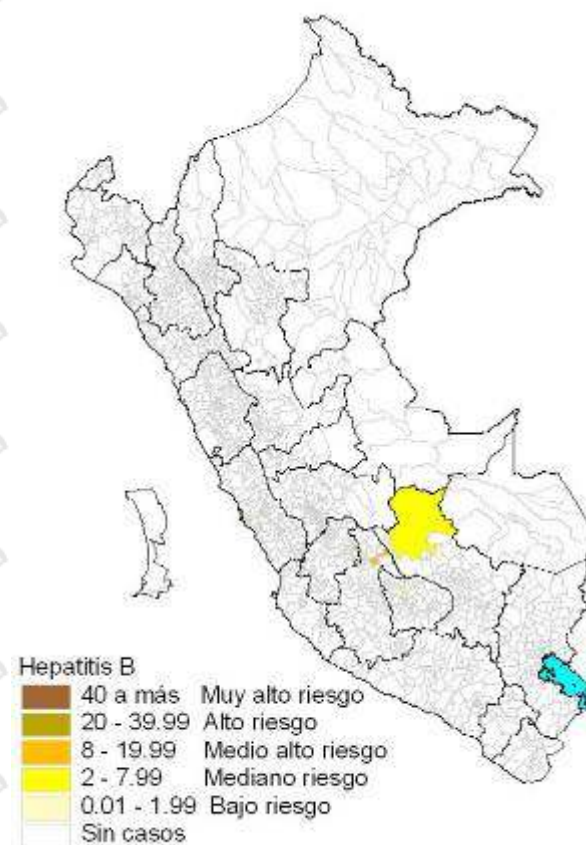 Hepatitis B
40 a más Muy alto riesgo
20 - 39.99 Alto riesgo
8 - 19.99 Medio alto riesgo
2 - 7.99 Mediano riesgo
0.01 - 1.99 Bajo riesgo
Sin casos